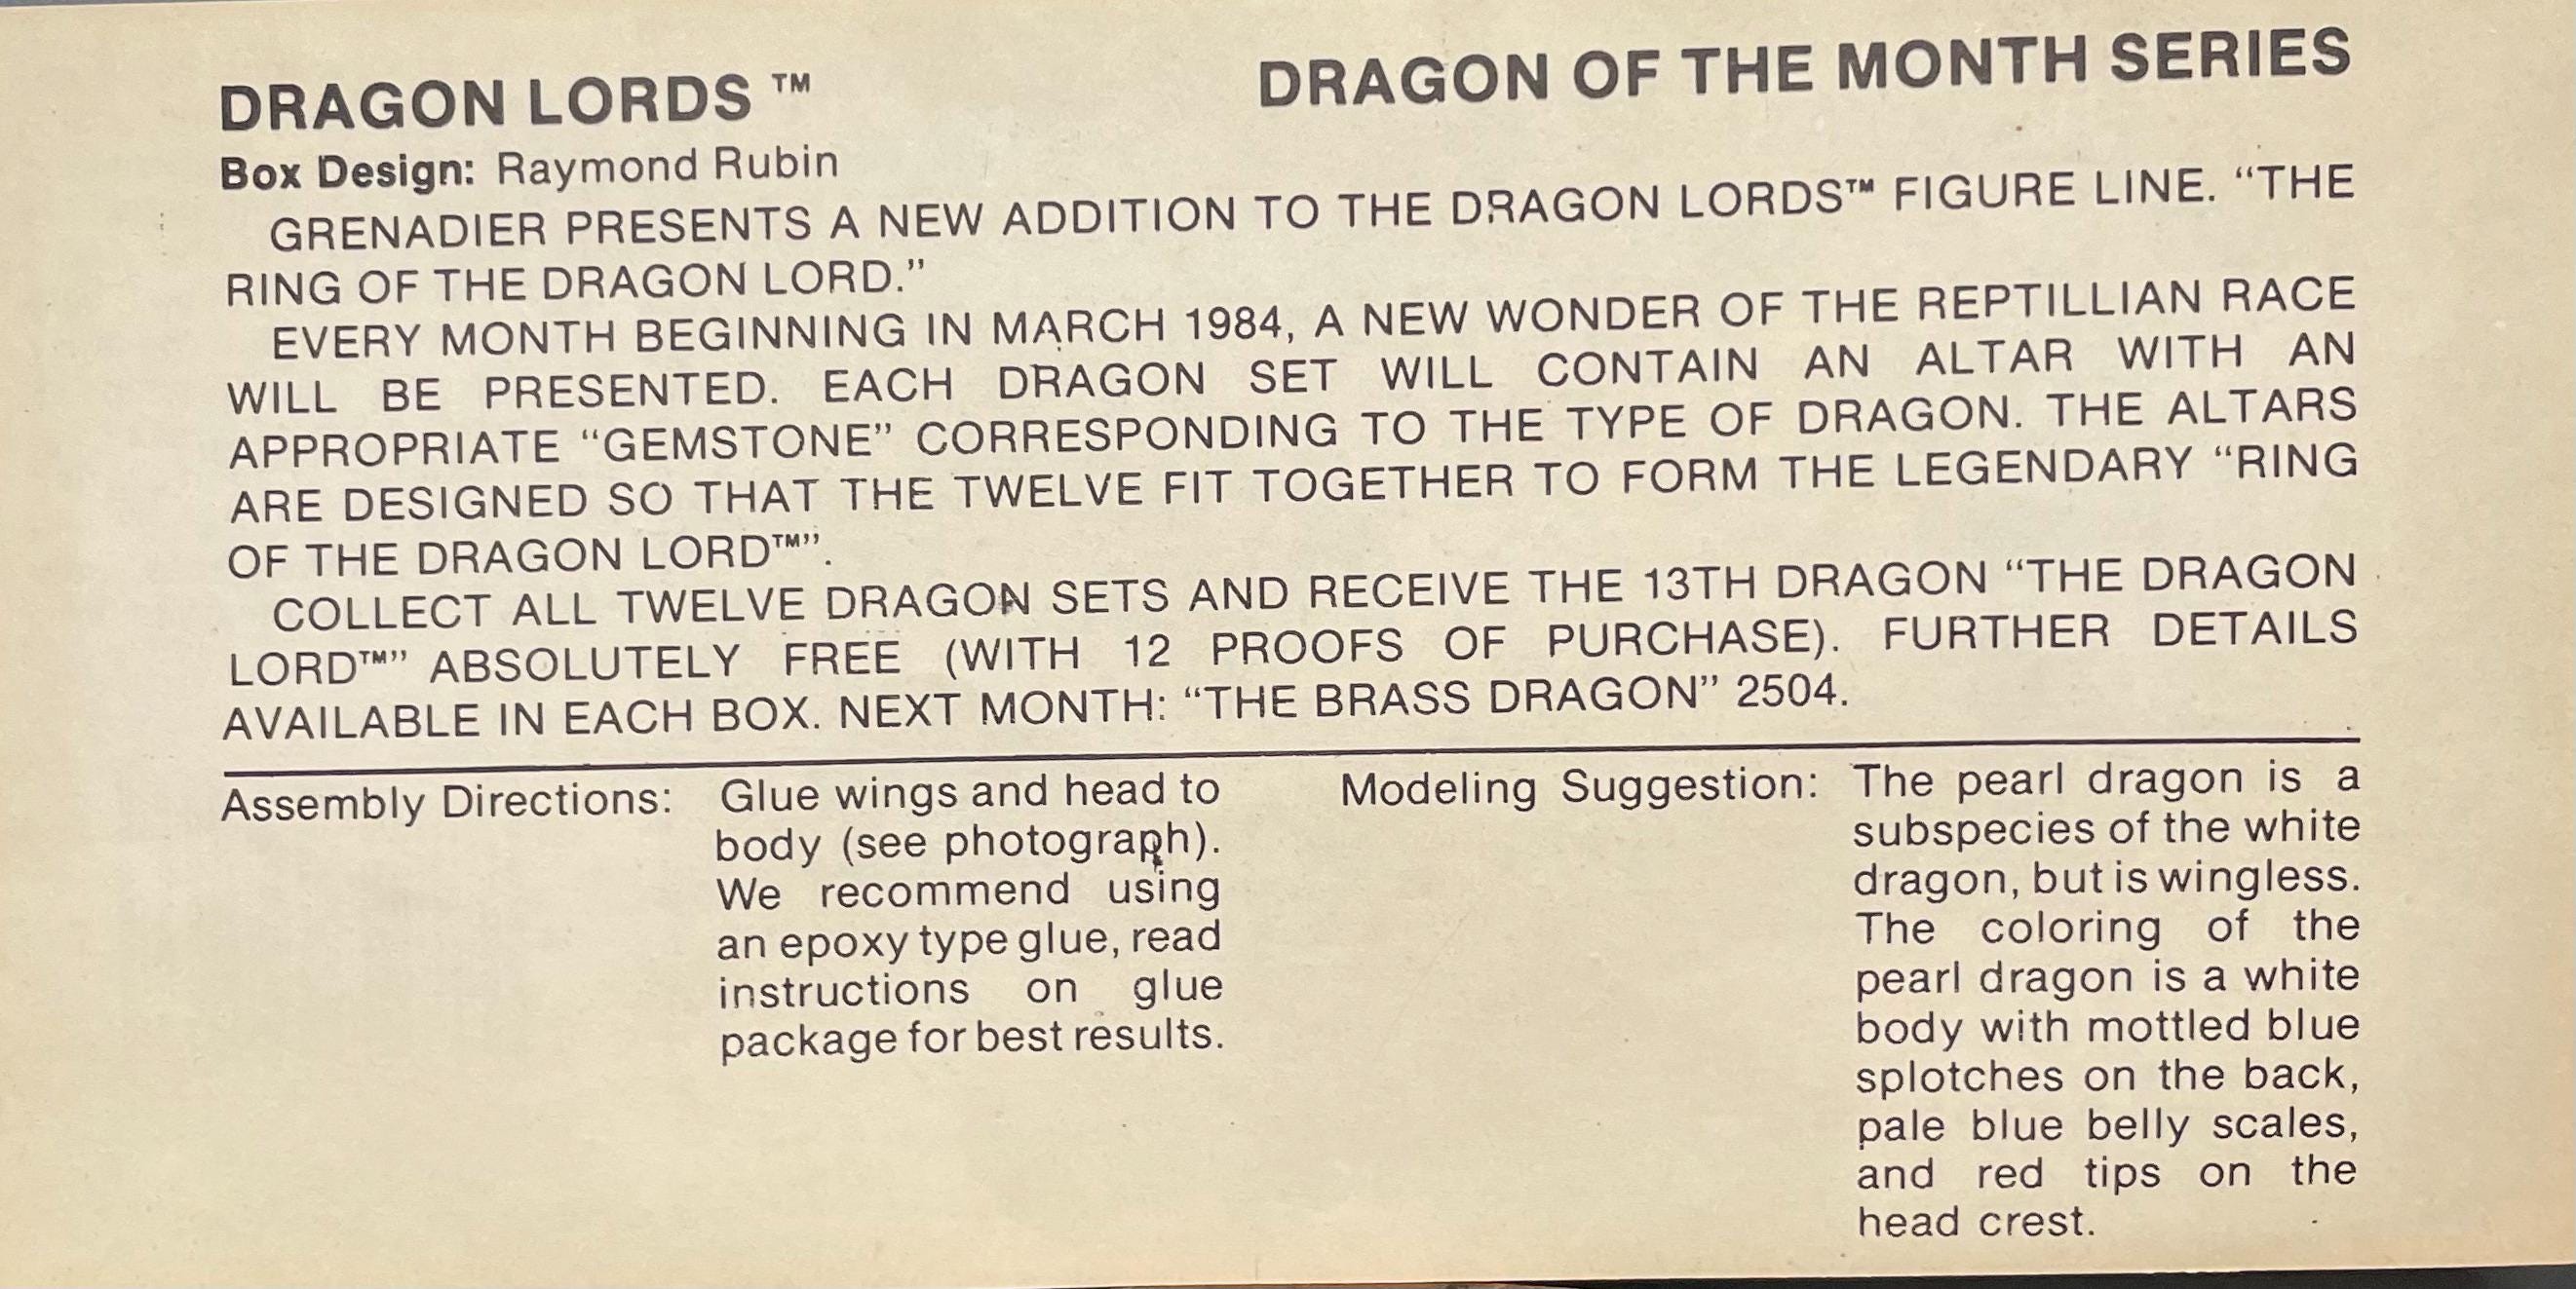 DRAGON LORDS ™
DRAGON OF THE MONTH SERIES
Box Design: Raymond Rubin
GRENADIER PRESENTS A NEW ADDITION TO THE DRAGON LORDS™ FIGURE LINE. “THE
RING OF THE DRAGON LORD.”
EVERY MONTH BEGINNING IN MARCH 1984, A NEW WONDER OF THE REPTILLIAN RACE
WILL BE PRESENTED. EACH DRAGON SET WILL CONTAIN AN ALTAR WITH AN
APPROPRIATE “GEMSTONE” CORRESPONDING TO THE TYPE OF DRAGON. THE ALTARS
ARE DESIGNED SO THAT THE TWELVE FIT TOGETHER TO FORM THE LEGENDARY “RING
OF THE DRAGON LORD™”.
COLLECT ALL TWELVE DRAGON SETS AND RECEIVE THE 13TH DRAGON “THE DRAGON
LORD™” ABSOLUTELY FREE (WITH 12 PROOFS OF PURCHASE). FURTHER DETAILS
AVAILABLE IN EACH BOX. NEXT MONTH: “THE BRASS DRAGON” 2504.
Assembly Directions: Glue wings and head to
body (see photograph).
We recommend using
an epoxy type glue, read
instructions on glue
package for best results.
Modeling Suggestion: The pearl dragon is a
subspecies of the white
dragon, but is wingless.
The coloring of the
pearl dragon is a white
body with mottled blue
splotches on the back,
pale blue belly scales,
and red tips on the
head crest.